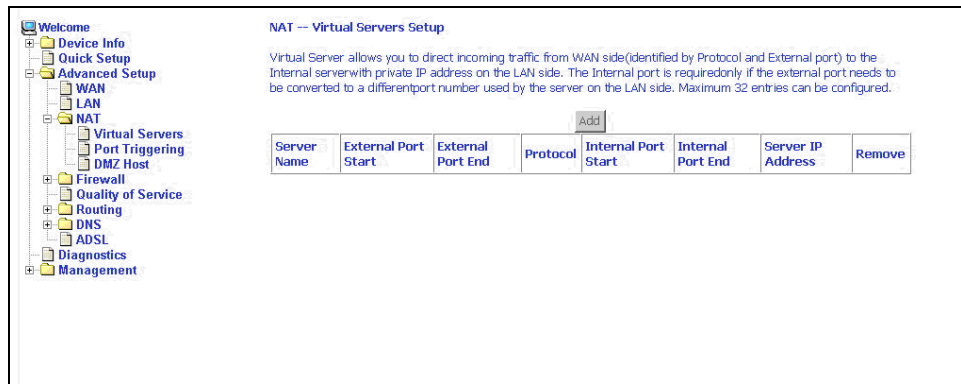 Welcome
Device Info
Quick Setup
Advanced Setup
WAN
LAN
NAT
Virtual Servers
Port Triggering
DMZ Host
Firewall
Quality of Service
Routing
DNS
ADSL
Diagnostics
Management
NAT -- Virtual Servers Setup
Virtual Server allows you to direct incoming traffic from WAN side(identified by Protocol and External port) to the
Internal serverwith private IP address on the LAN side. The Internal port is requiredonly if the external port needs to
be converted to a differentport number used by the server on the LAN side. Maximum 32 entries can be configured.
Add
Server Name External Port Start External Port End Protocol Internal Port Start Internal Port End Server IP Address Remove